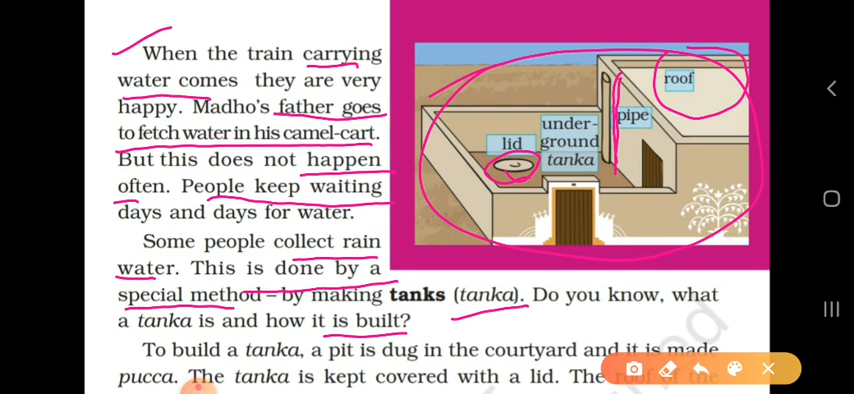 When the train carrying
water comes they are very
happy. Madho's father goes
to fetch water in his camel-cart.
But this does not happen
often. People keep waiting
days and days for water.
Some people collect rain
water. This is done by a
special method – by making tanks (tanka). Do you know, what
a tanka is and how it is built?
To build a tanka, a pit is dug in the courtyard and it is made
pucca. The tanka is kept covered with a lid. The roof of the
roof
pipe
under-
ground
tanka
lid